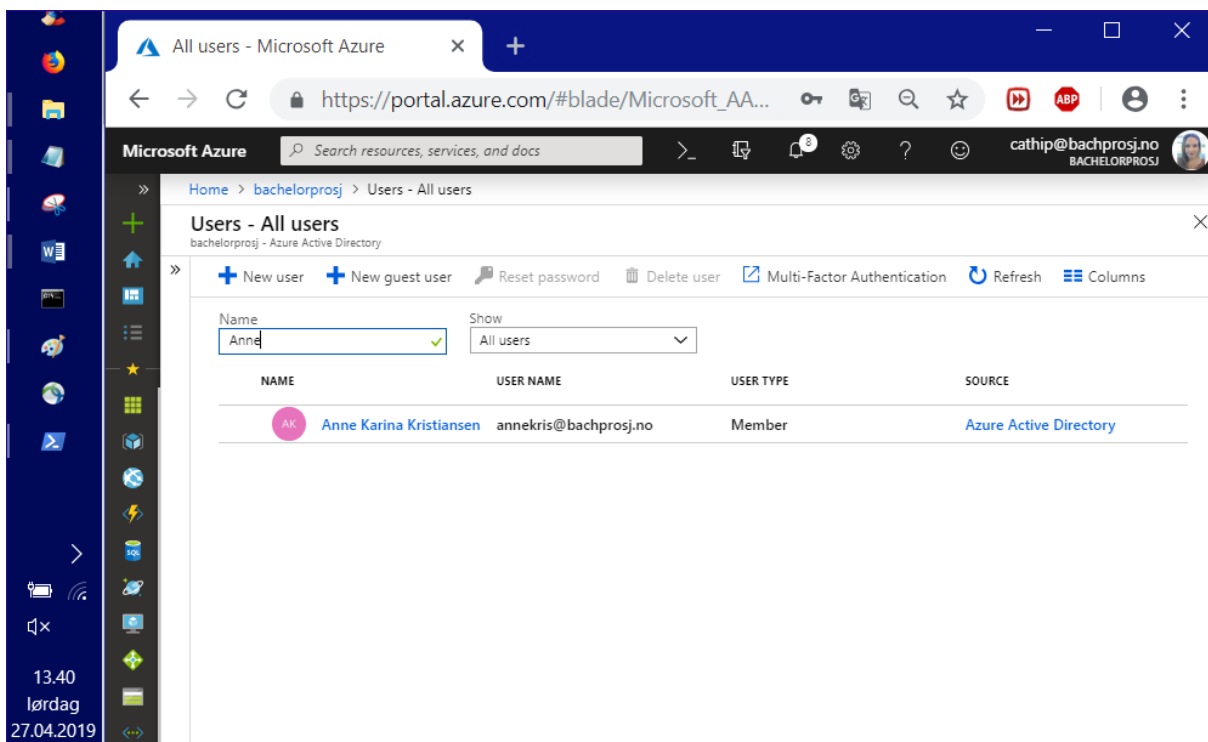 All users - Microsoft Azure
https://portal.azure.com/#blade/Microsoft_AA...
ABP
Microsoft Azure
Search resources, services, and docs
8
cathip@bachprosj.no
BACHELORPROSJ
Home > bachelorprosj > Users - All users
Users - All users
bachelorprosj - Azure Active Directory
New user New guest user Reset password Delete user Multi-Factor Authentication Refresh Columns
Name Show
Anne All users
NAME USER NAME USER TYPE SOURCE
AK Anne Karina Kristiansen annekris@bachprosj.no Member Azure Active Directory
SQL
13.40
lørdag
27.04.2019